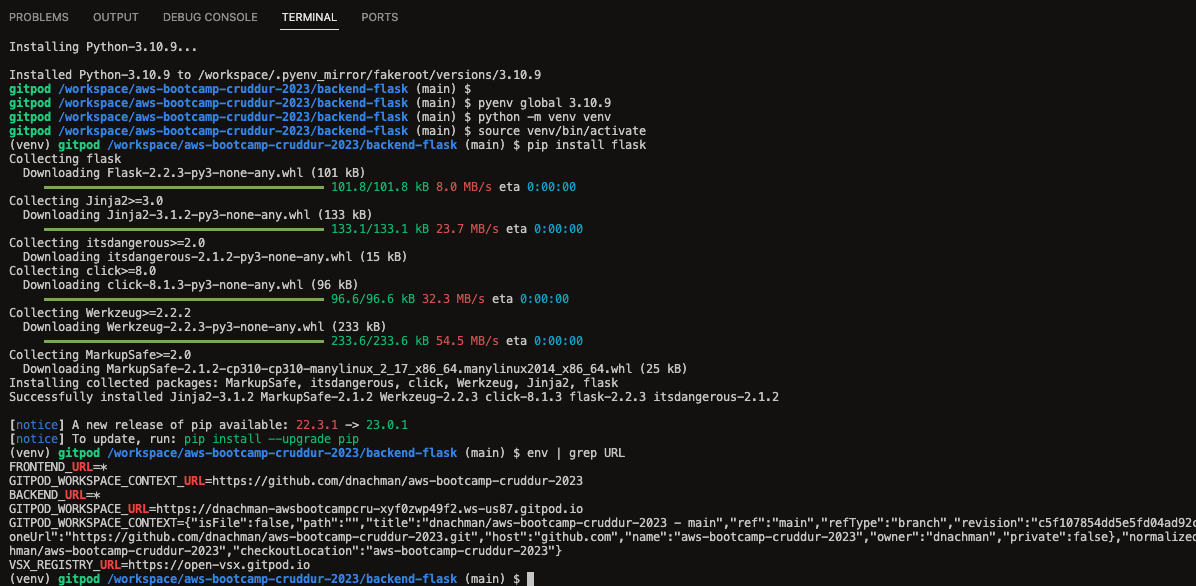 PROBLEMS OUTPUT DEBUG CONSOLE TERMINAL PORTS
Installing Python-3.10.9...
Installed Python-3.10.9 to /workspace/.pyenv_mirror/fakeroot/versions/3.10.9
gitpod /workspace/aws-bootcamp-cruddur-2023/backend-flask (main) $
gitpod /workspace/aws-bootcamp-cruddur-2023/backend-flask (main) $ pyenv global 3.10.9
gitpod /workspace/aws-bootcamp-cruddur-2023/backend-flask (main) $ python -m venv venv
gitpod /workspace/aws-bootcamp-cruddur-2023/backend-flask (main) $ source venv/bin/activate
(venv) gitpod /workspace/aws-bootcamp-cruddur-2023/backend-flask (main) $ pip install flask
Collecting flask
Downloading Flask-2.2.3-py3-none-any.whl (101 kB)
101.8/101.8 kB 8.0 MB/s eta 0:00:00
Collecting Jinja2>=3.0
Downloading Jinja2-3.1.2-py3-none-any.whl (133 kB)
133.1/133.1 kB 23.7 MB/s eta 0:00:00
Collecting itsdangerous>=2.0
Downloading itsdangerous-2.1.2-py3-none-any.whl (15 kB)
Collecting click>=8.0
Downloading click-8.1.3-py3-none-any.whl (96 kB)
96.6/96.6 kB 32.3 MB/s eta 0:00:00
Collecting Werkzeug>=2.2.2
Downloading Werkzeug-2.2.3-py3-none-any.whl (233 kB)
233.6/233.6 kB 54.5 MB/s eta 0:00:00
Collecting MarkupSafe>=2.0
Downloading MarkupSafe-2.1.2-cp310-cp310-manylinux_2_17_x86_64.manylinux2014_x86_64.whl (25 kB)
Installing collected packages: MarkupSafe, itsdangerous, click, Werkzeug, Jinja2, flask
Successfully installed Jinja2-3.1.2 MarkupSafe-2.1.2 Werkzeug-2.2.3 click-8.1.3 flask-2.2.3 itsdangerous-2.1.2
[notice] A new release of pip available: 22.3.1 -> 23.0.1
[notice] To update, run: pip install --upgrade pip
(venv) gitpod /workspace/aws-bootcamp-cruddur-2023/backend-flask (main) $ env | grep URL
FRONTEND_URL=*
GITPOD_WORKSPACE_CONTEXT_URL=https://github.com/dnachman/aws-bootcamp-cruddur-2023
BACKEND_URL=*
GITPOD_WORKSPACE_URL=https://dnachman-awsbootcampcru-xyf0zwp49f2.ws-us87.gitpod.io
GITPOD_WORKSPACE_CONTEXT={"isFile":false,"path":"","title":"dnachman/aws-bootcamp-cruddur-2023 - main","ref":"main","refType":"branch","revision":"c5f107854dd5e5fd04ad92c
oneUrl":"https://github.com/dnachman/aws-bootcamp-cruddur-2023.git","host":"github.com","name":"aws-bootcamp-cruddur-2023","owner":"dnachman","private":false},"normalized
hman/aws-bootcamp-cruddur-2023","checkoutLocation":"aws-bootcamp-cruddur-2023"}
VSX_REGISTRY_URL=https://open-vsx.gitpod.io
(venv) gitpod /workspace/aws-bootcamp-cruddur-2023/backend-flask (main) $